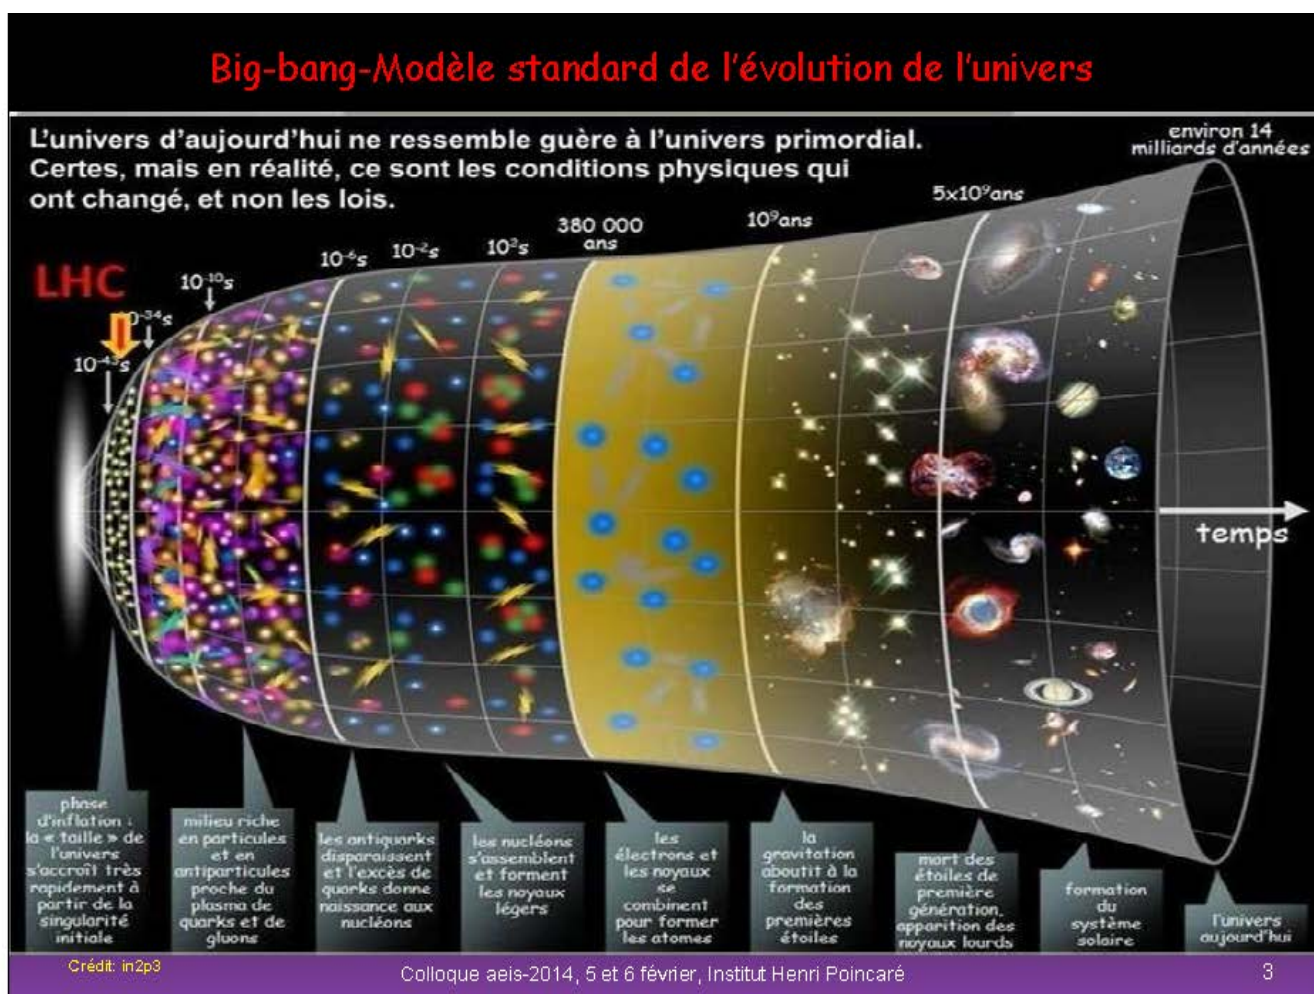 Big-bang-Modèle standard de l'évolution de l'univers
L'univers d'aujourd'hui ne ressemble guère à l'univers primordial.
Certes, mais en réalité, ce sont les conditions physiques qui
ont changé, et non les lois.
environ 14
milliards d'années
5x10⁹ans
10⁹ans
380 000
ans
10²s
10⁻²s
10⁻⁶s
10⁻¹⁰s
LHC
0⁻³⁴s
10⁻⁴³s
temps
phase
d'inflation :
la « taille » de
l'univers
s'accroît très
rapidement à
partir de la
singularité
initiale
milieu riche
en particules
et en
antiparticules
proche du
plasma de
quarks et de
gluons
les antiquarks
disparaissent
et l'excès de
quarks donne
naissance aux
nucléons
les nucléons
s'assemblent
et forment
les noyaux
légers
les
électrons et
les noyaux
se
combinent
pour former
les atomes
la
gravitation
aboutit à la
formation
des
premières
étoiles
mort des
étoiles de
première
génération,
apparition des
noyaux lourds
formation
du
système
solaire
l'univers
aujourd'hui
Crédit: in2p3
Colloque aeis-2014, 5 et 6 février, Institut Henri Poincaré
3